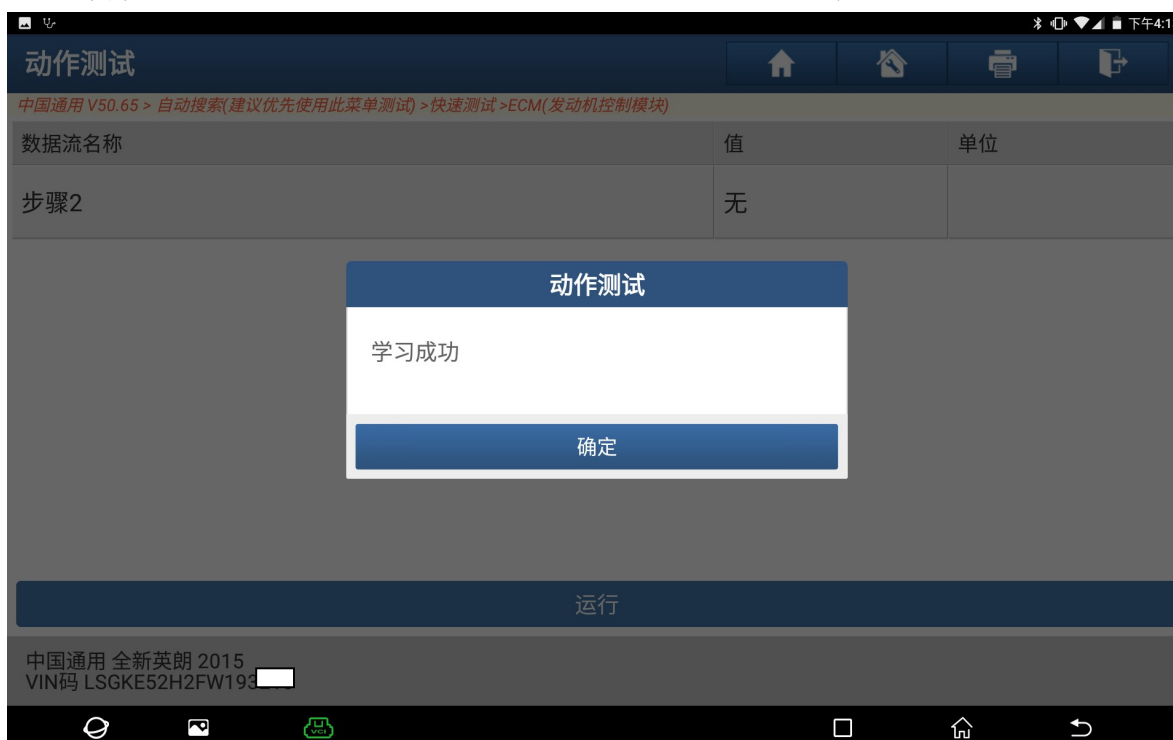 下午4:1
动作测试
中国通用 V50.65 > 自动搜索(建议优先使用此菜单测试) >快速测试 >ECM(发动机控制模块)
数据流名称 值 单位
步骤2 无
动作测试
学习成功
确定
运行
中国通用 全新英朗 2015
VIN码 LSGKE52H2FW193
VCI